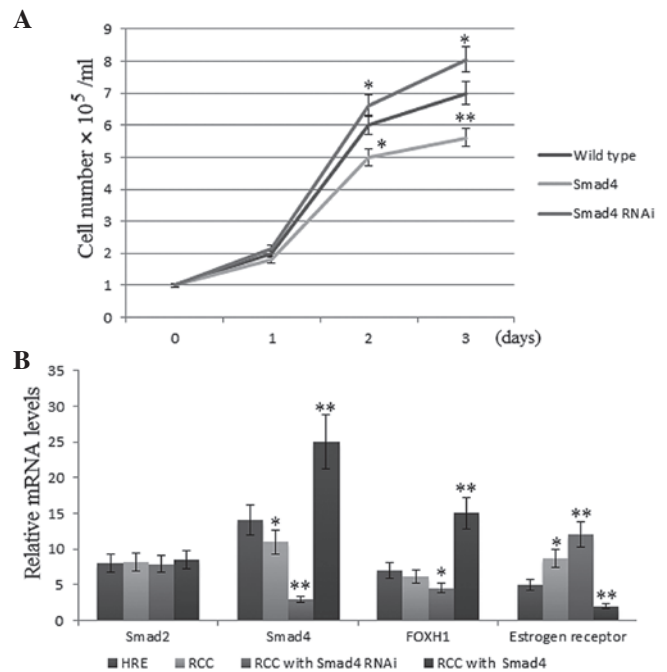 A
Cell number × 10⁵ /ml
9
8
7
6
5
4
3
2
1
0
* * * **
0 1 2 3 (days)
Wild type
Smad4
Smad4 RNAi
B
Relative mRNA levels
35
30
25
20
15
10
5
0
* ** ** * ** * ** **
Smad2 Smad4 FOXH1 Estrogen receptor
HRE RCC RCC with Smad4 RNAi RCC with Smad4